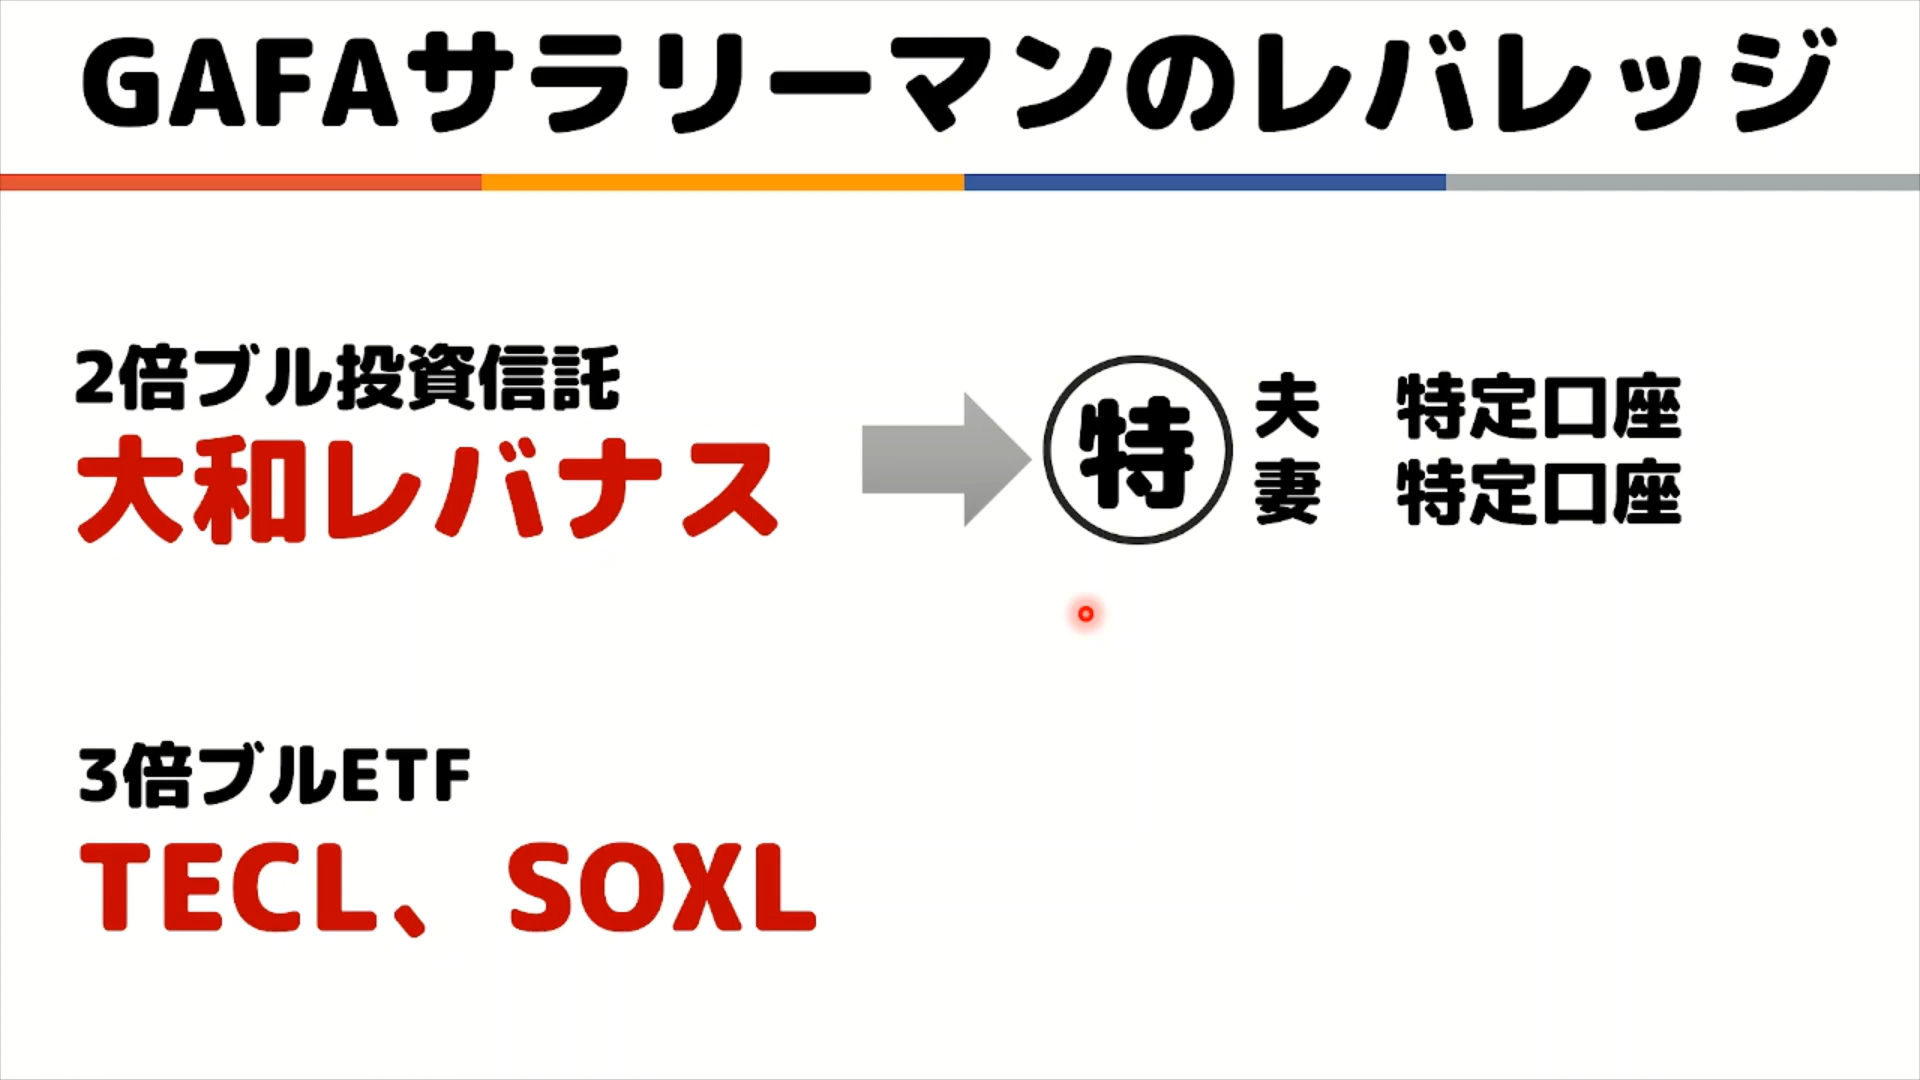 GAFAサラリーマンのレバレッジ
2倍ブル投資信託
大和レバナス
特
夫 特定口座
妻 特定口座
3倍ブルETF
TECL、SOXL